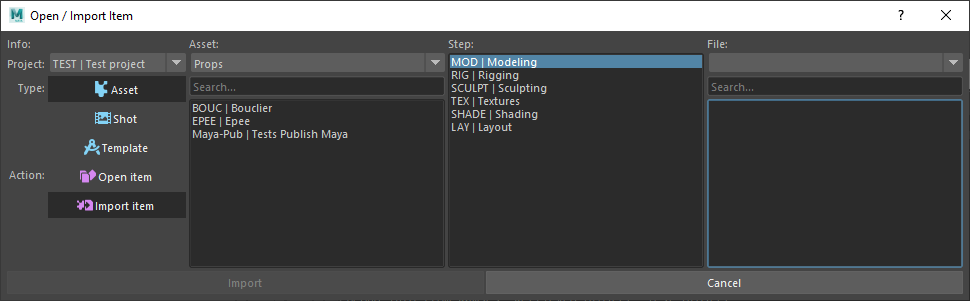 Open / Import Item
Info:
Asset:
Step:
File:
Project:
TEST | Test project
Props
MOD | Modeling
RIG | Rigging
SCULPT | Sculpting
TEX | Textures
SHADE | Shading
LAY | Layout
Type:
Asset
Shot
Template
Search...
Search...
BOUC | Bouclier
EPEE | Epee
Maya-Pub | Tests Publish Maya
Action:
Open item
Import item
Import
Cancel